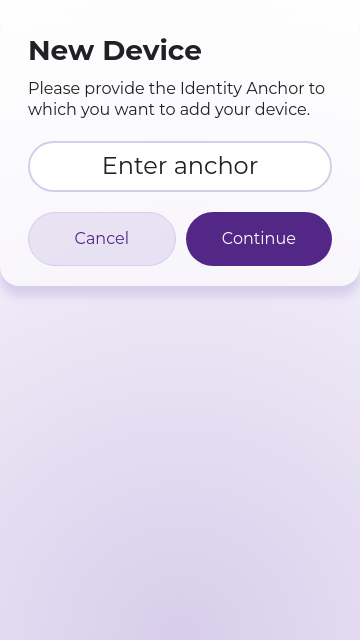 New Device
Please provide the Identity Anchor to
which you want to add your device.
Enter anchor
Cancel
Continue